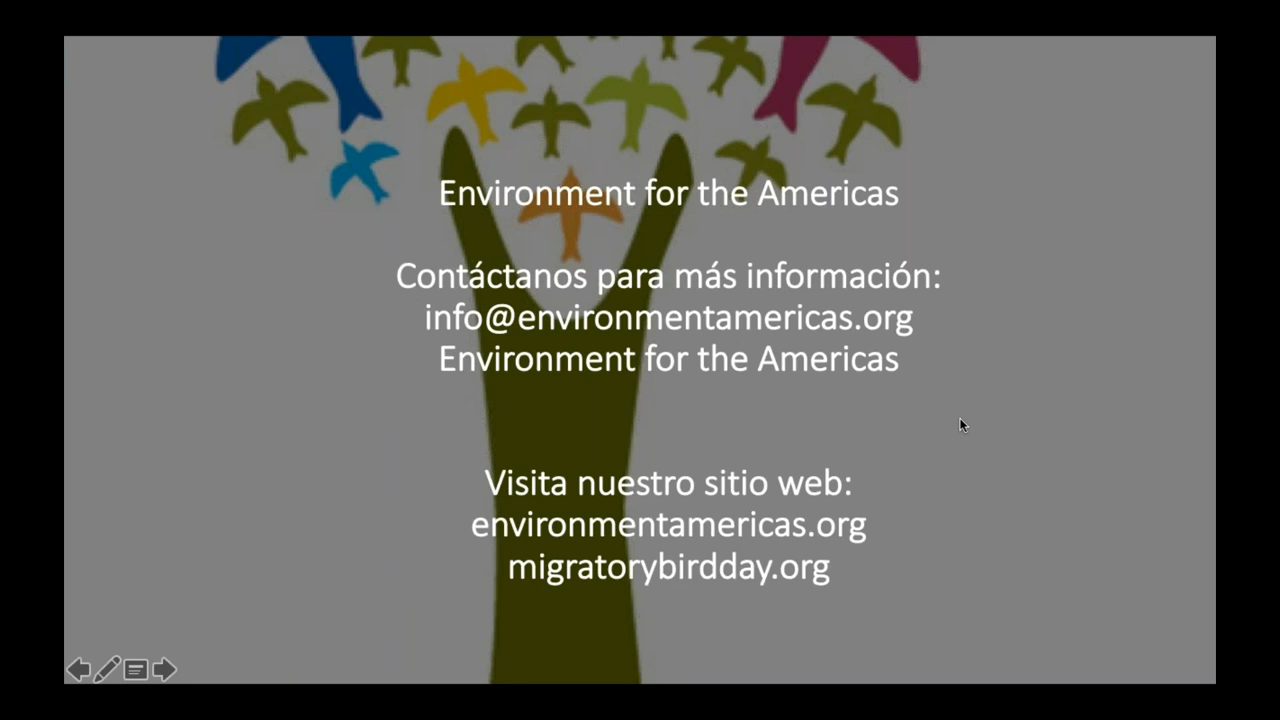 Environment for the Americas
Contáctanos para más información:
info@environmentamericas.org
Environment for the Americas
Visita nuestro sitio web:
environmentamericas.org
migratorybirdday.org